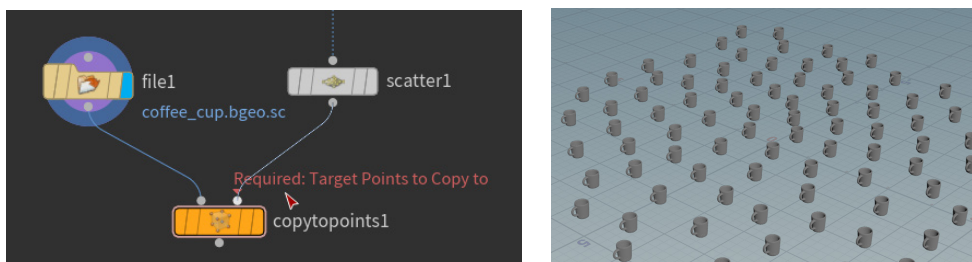 file1
coffee_cup.bgeo.sc
scatter1
Required: Target Points to Copy to
copytopoints1